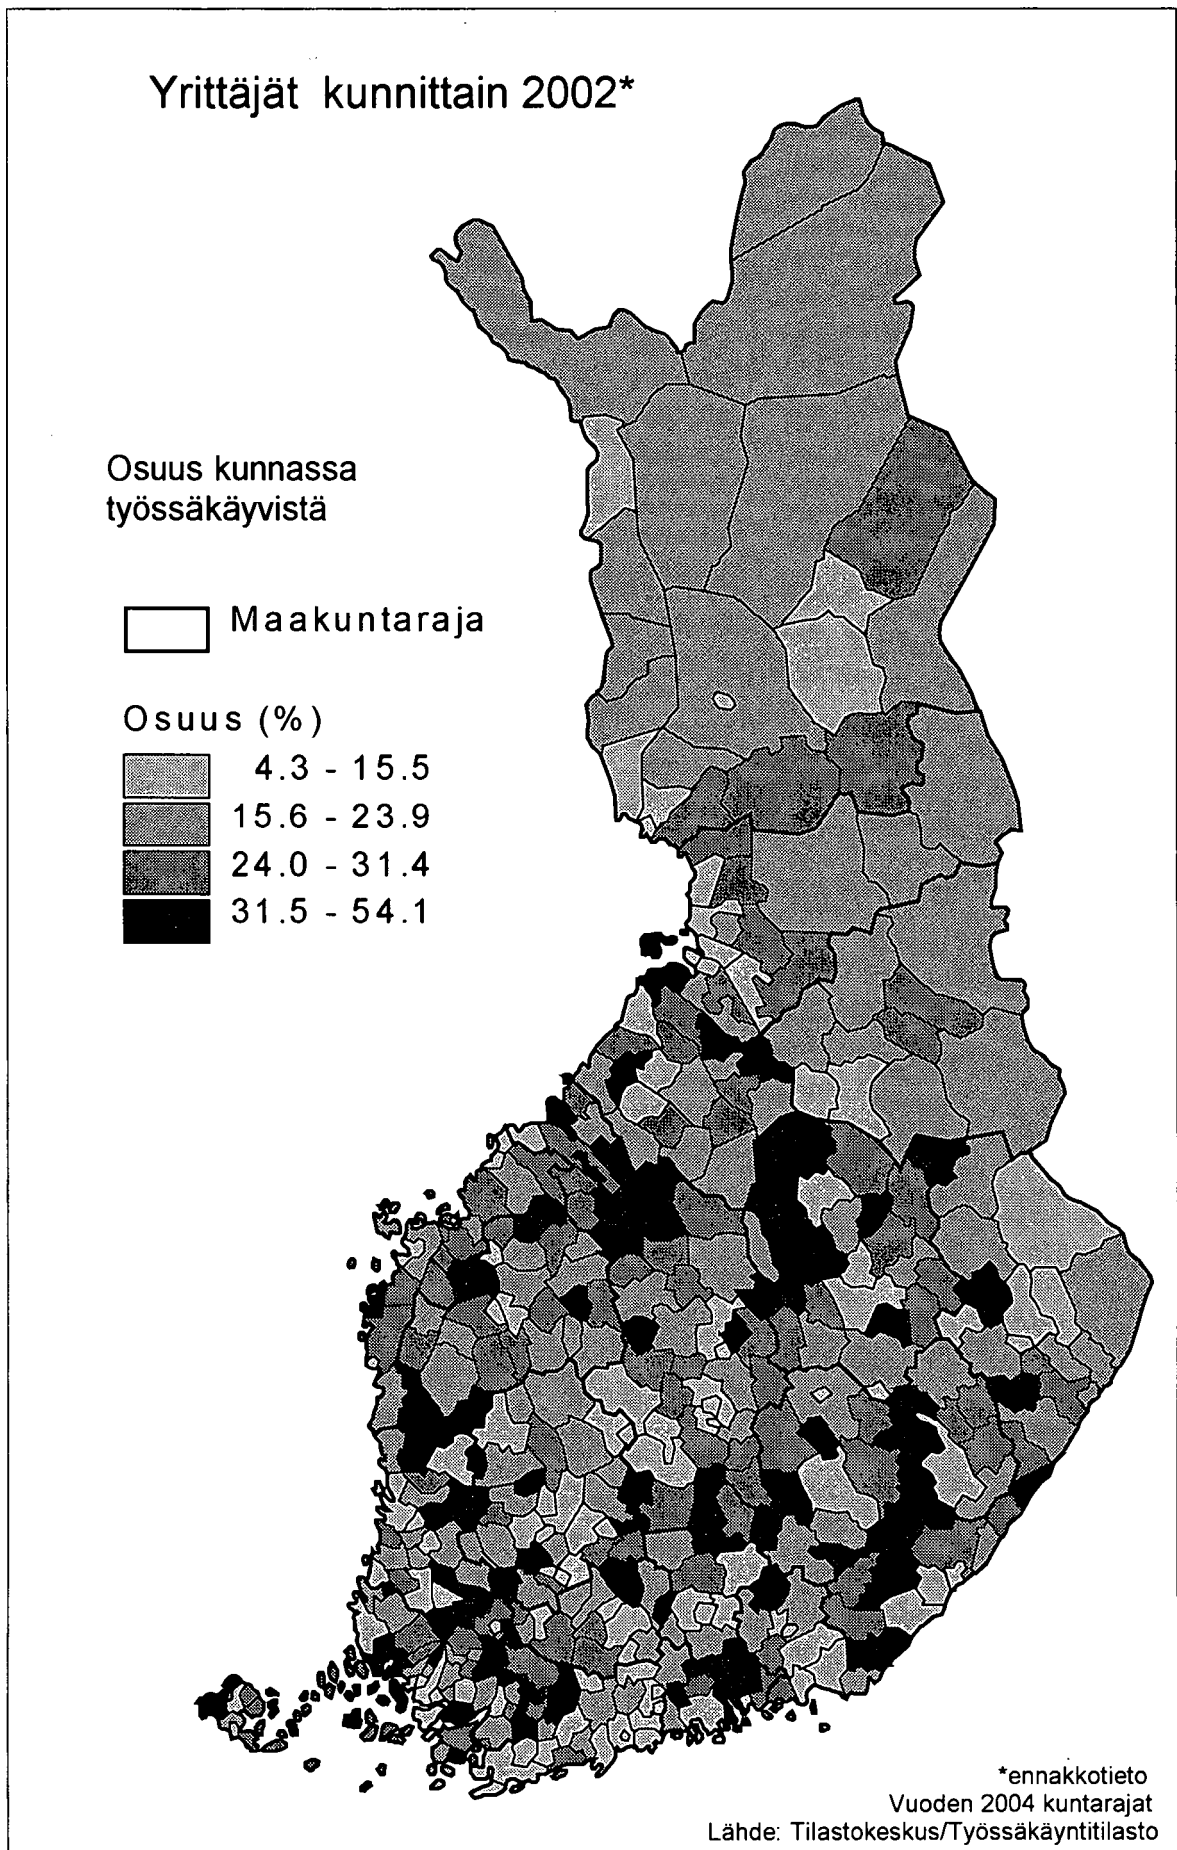 Yrittäjät kunnittain 2002*
Osuus kunnassa
työssäkäyvistä
Maakuntaraja
Osuus (%)
4.3 - 15.5
15.6 - 23.9
24.0 - 31.4
31.5 - 54.1
*ennakkotieto
Vuoden 2004 kuntarajat
Lähde: Tilastokeskus/Työssäkäyntitilasto